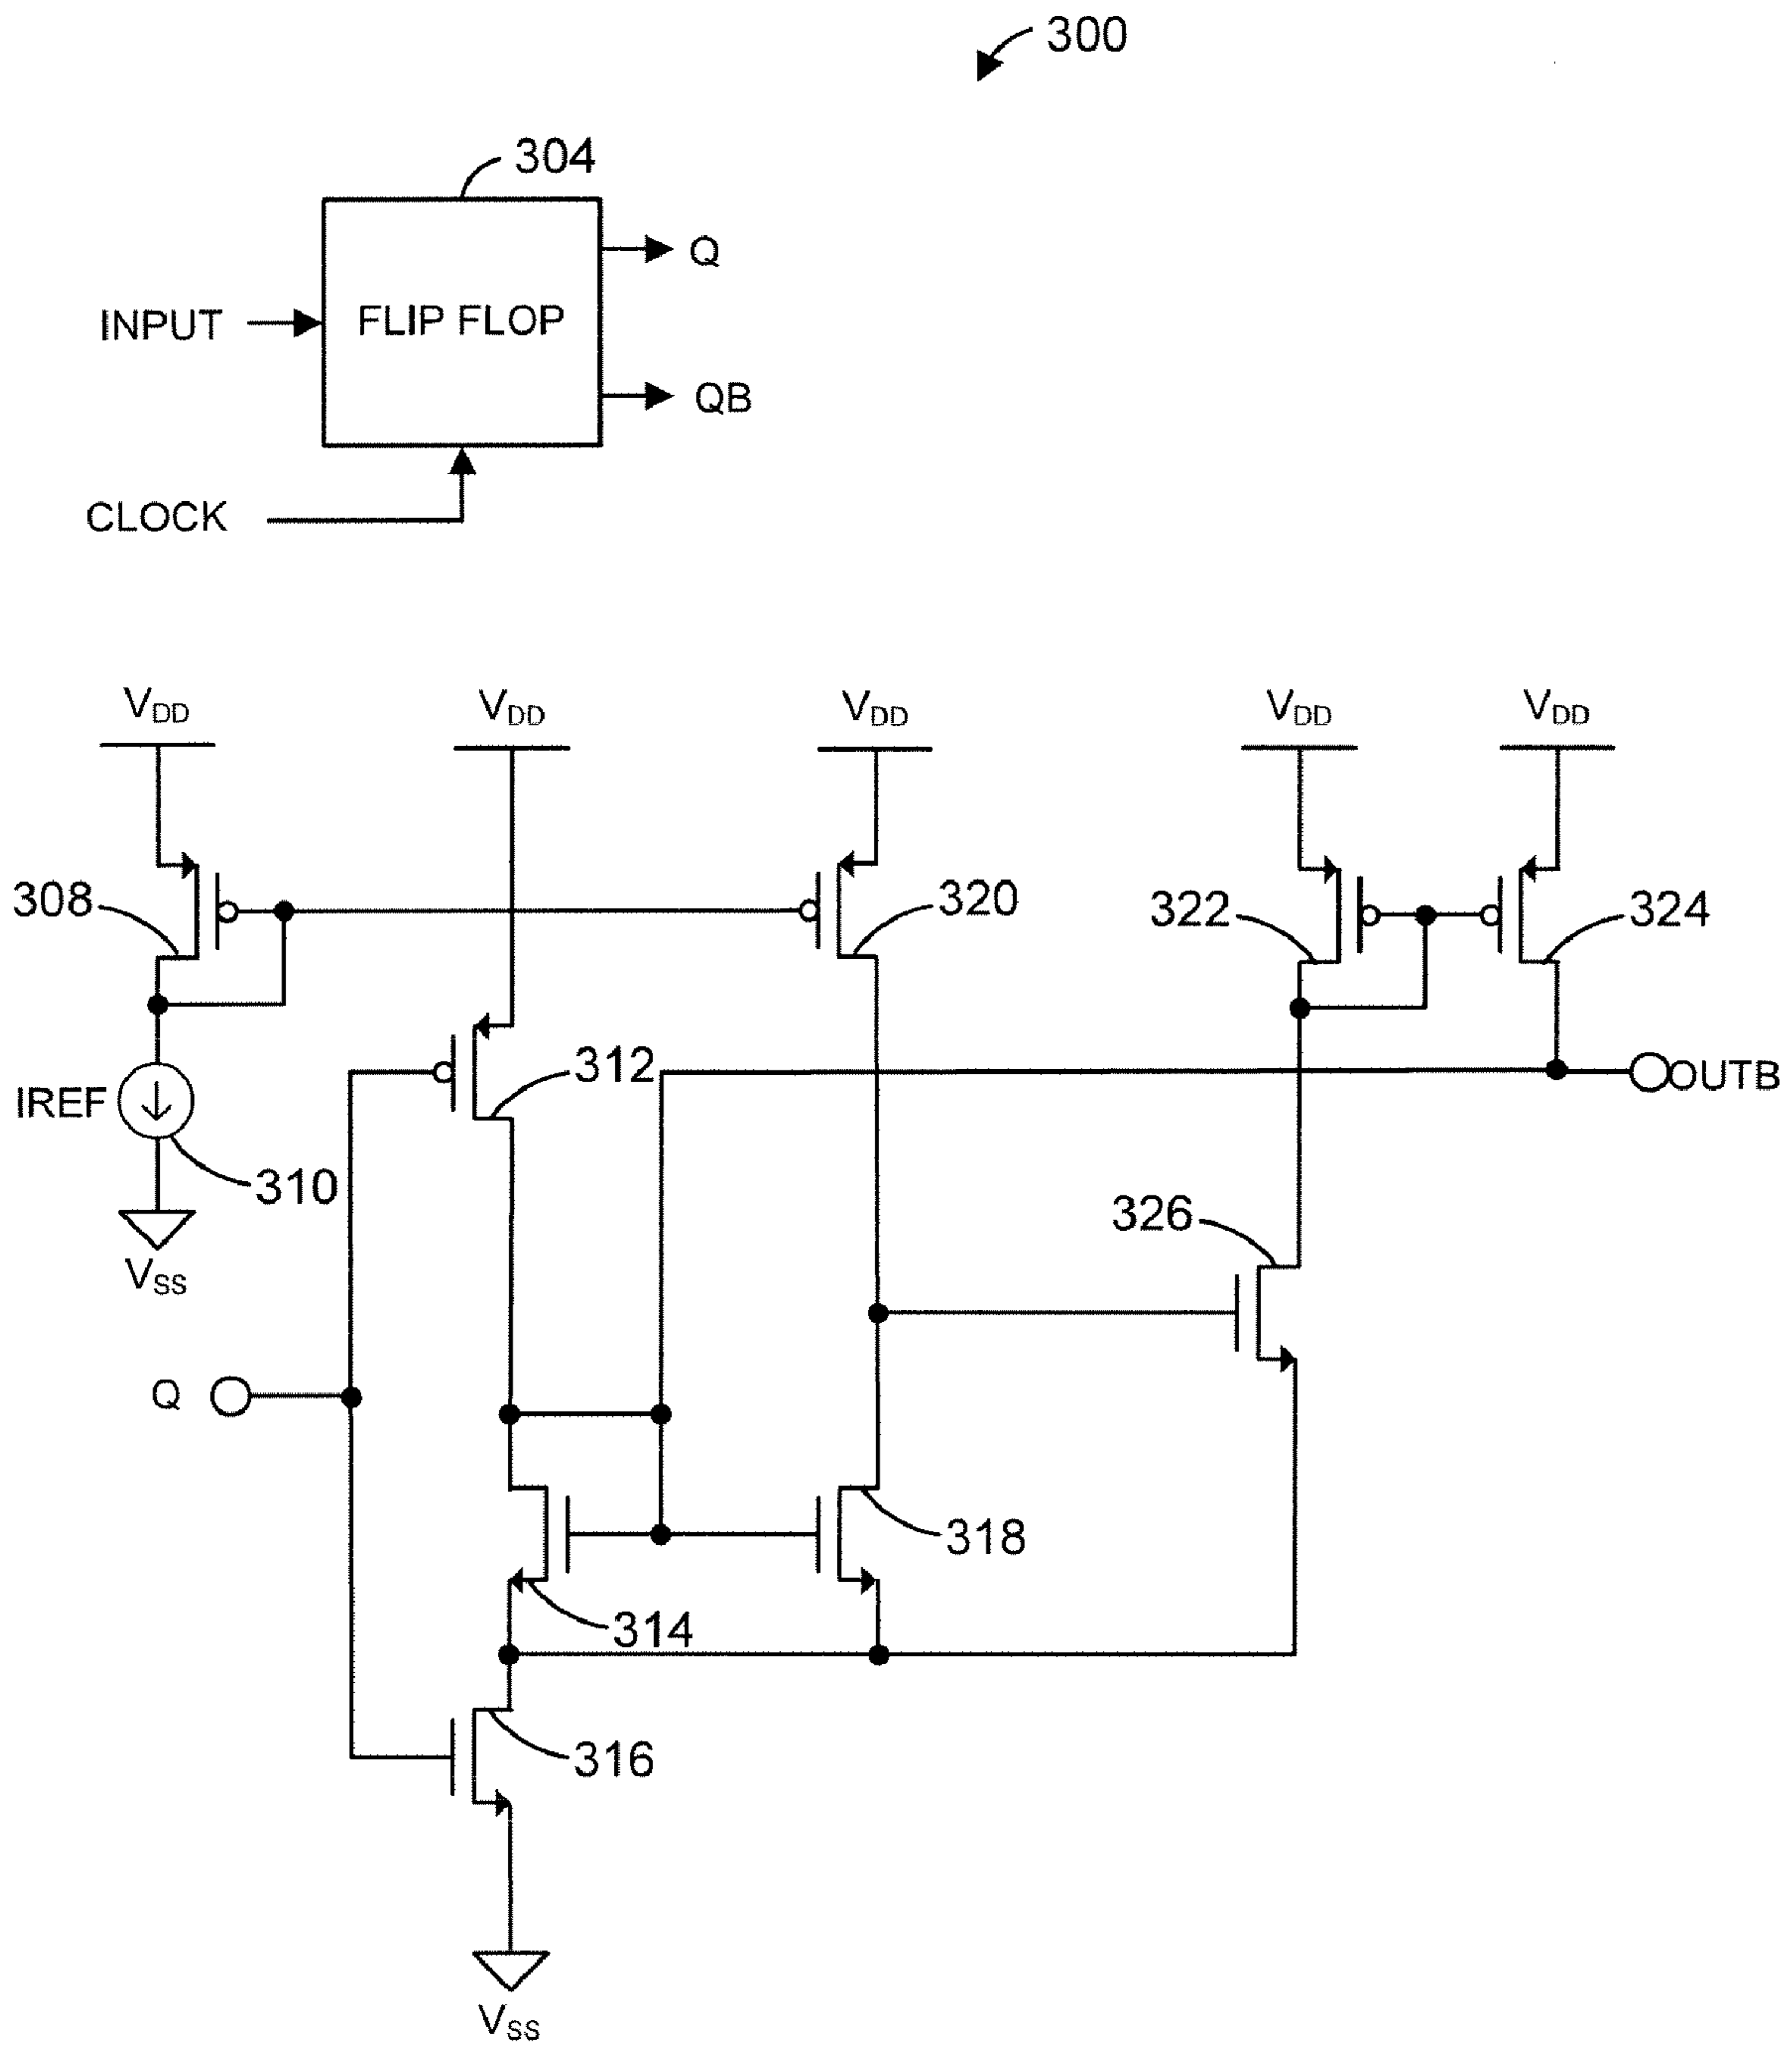 300
304
Q
INPUT
FLIP FLOP
QB
CLOCK
VDD VDD VDD VDD VDD
308
320
322
324
312
IREF
OUTB
310
326
VSS
Q
318
314
316
VSS